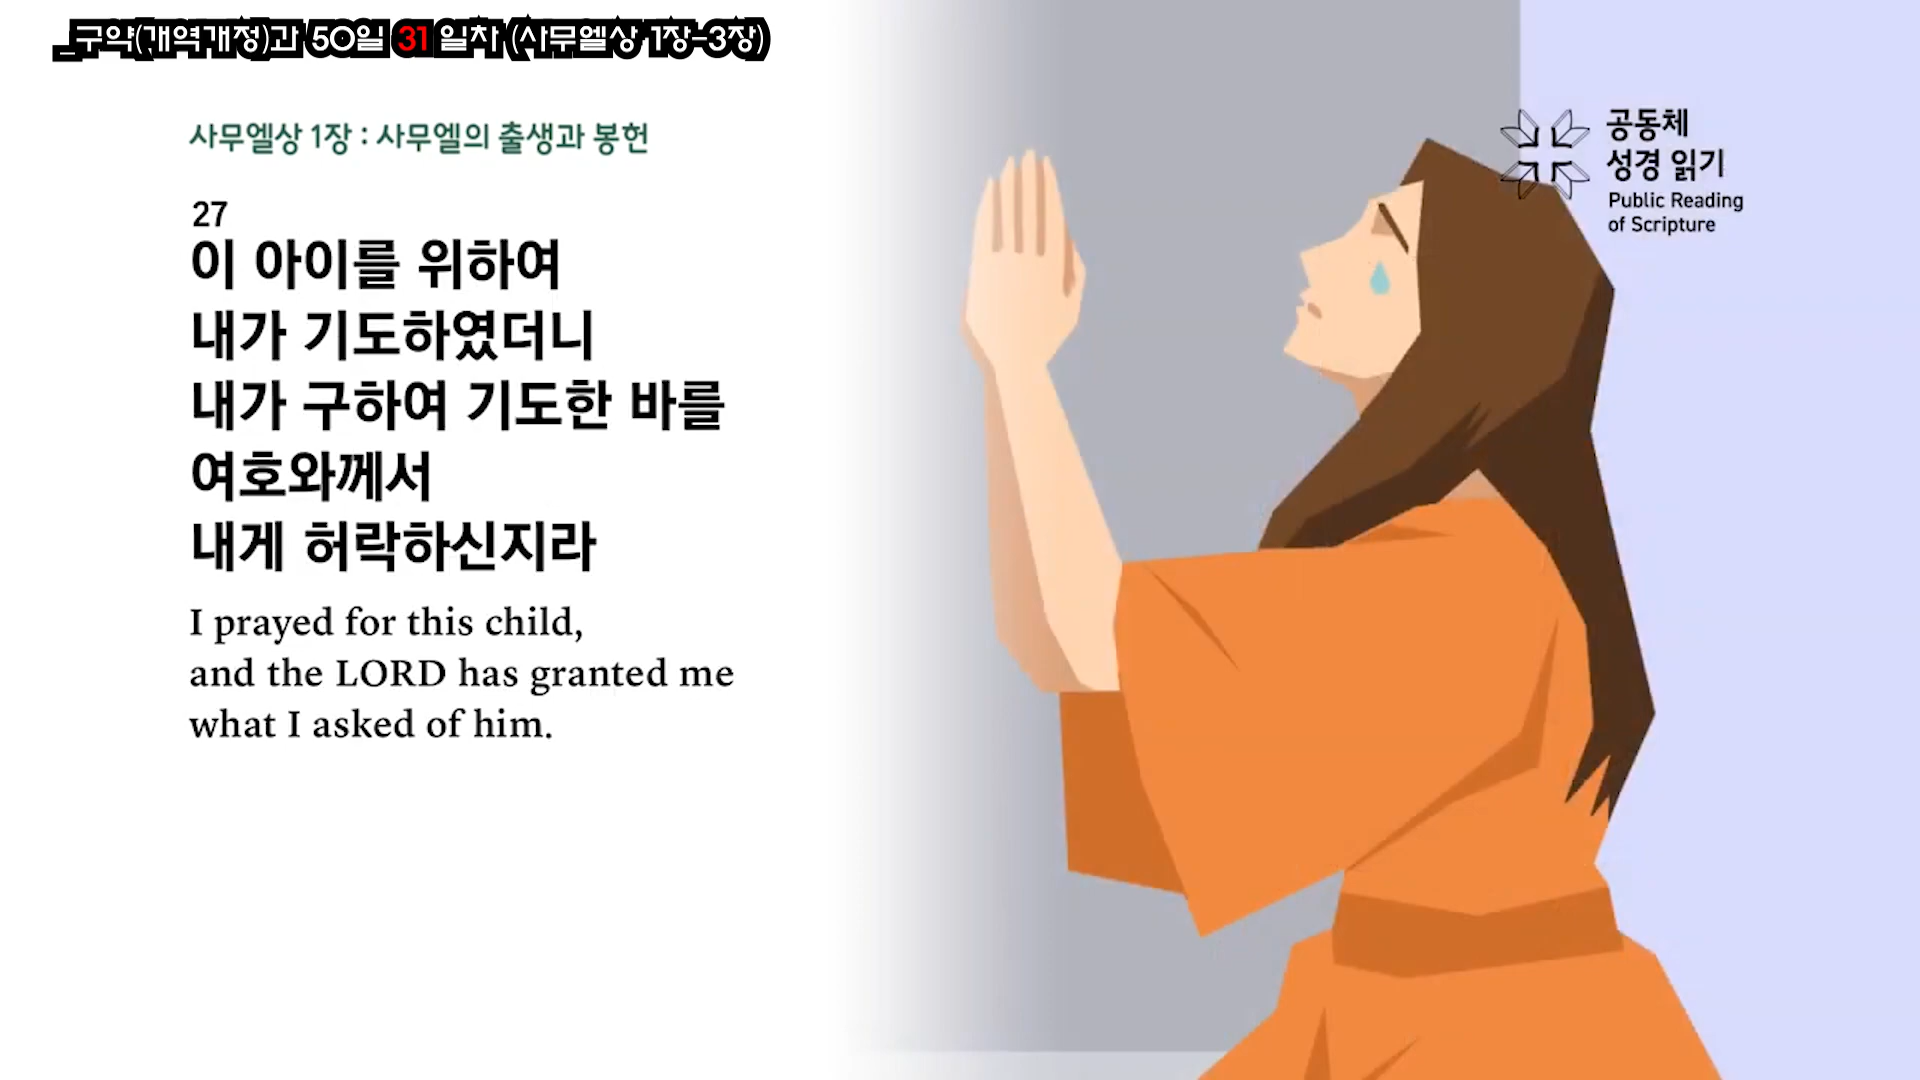 _구약(개역개정)과 50일 31 일차 (사무엘상 1장-3장)
사무엘상 1장 : 사무엘의 출생과 봉헌
27
이 아이를 위하여
내가 기도하였더니
내가 구하여 기도한 바를
여호와께서
내게 허락하신지라
I prayed for this child,
and the LORD has granted me
what I asked of him.
공동체
성경 읽기
Public Reading
of Scripture